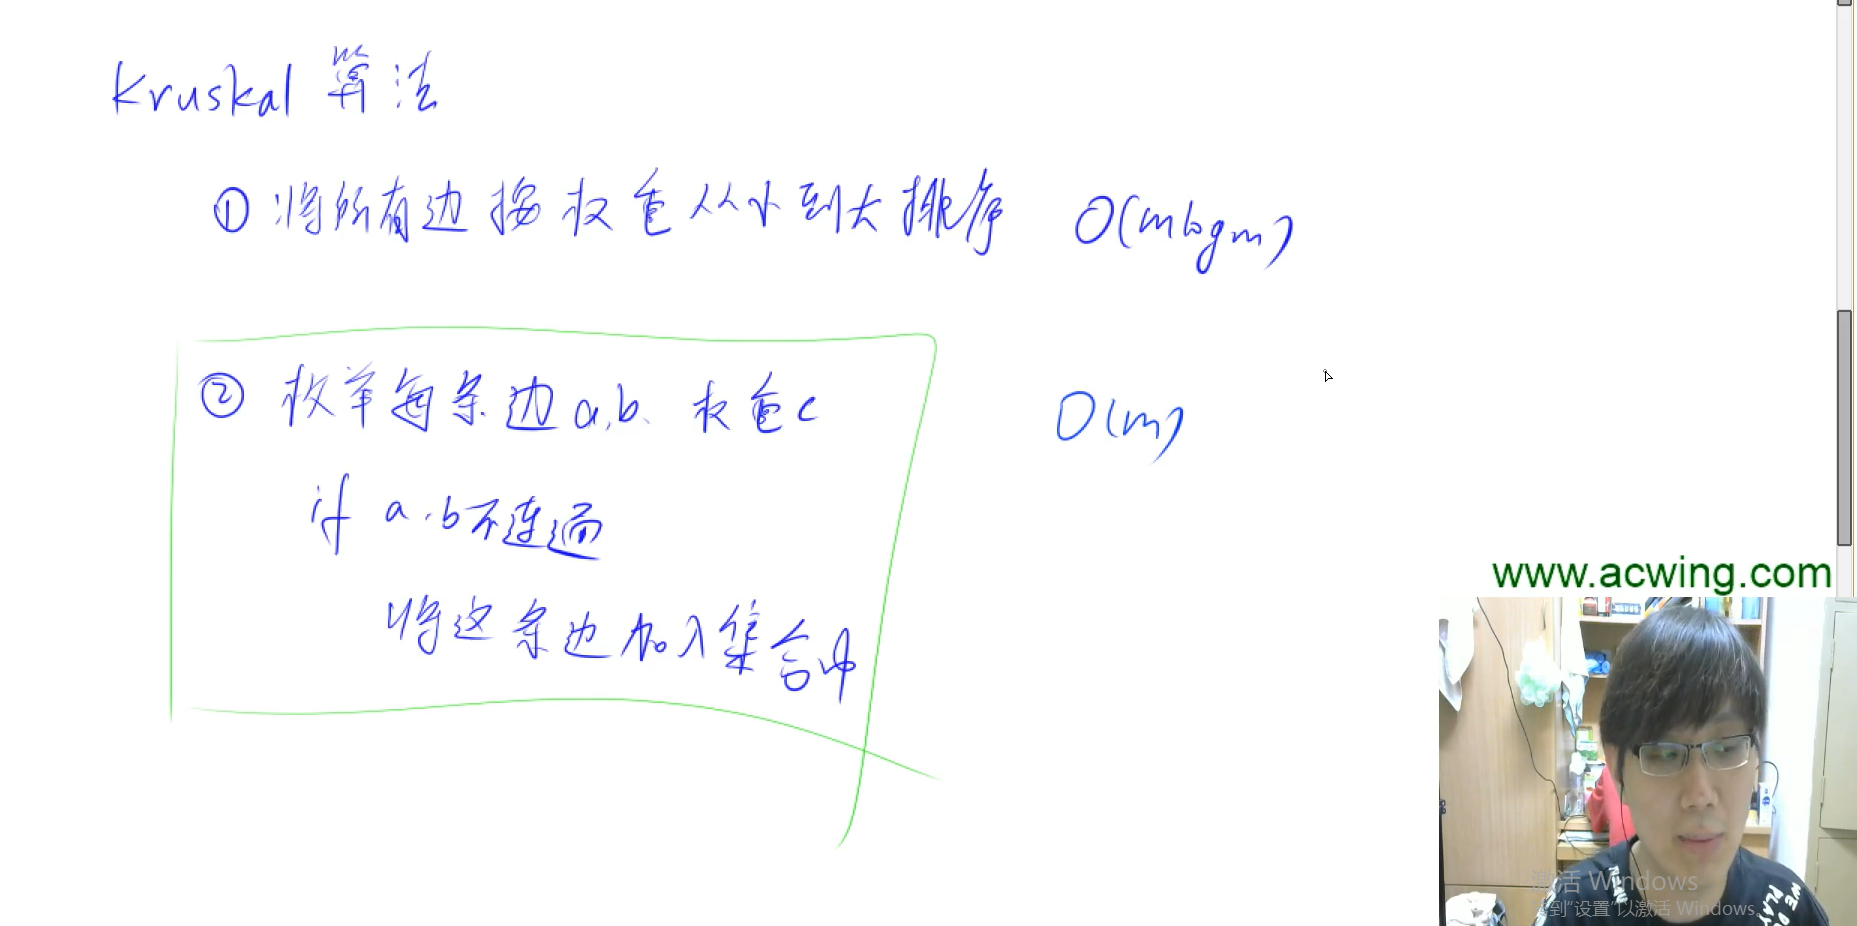 Kruskal 算法
① 将所有边按权重从小到大排序 O(mlogm)
② 枚举每条边a,b、权重c O(m)
if a,b不连通
将这条边加入集合中
www.acwing.com
激活 Windows
到"设置"以激活 Windows。